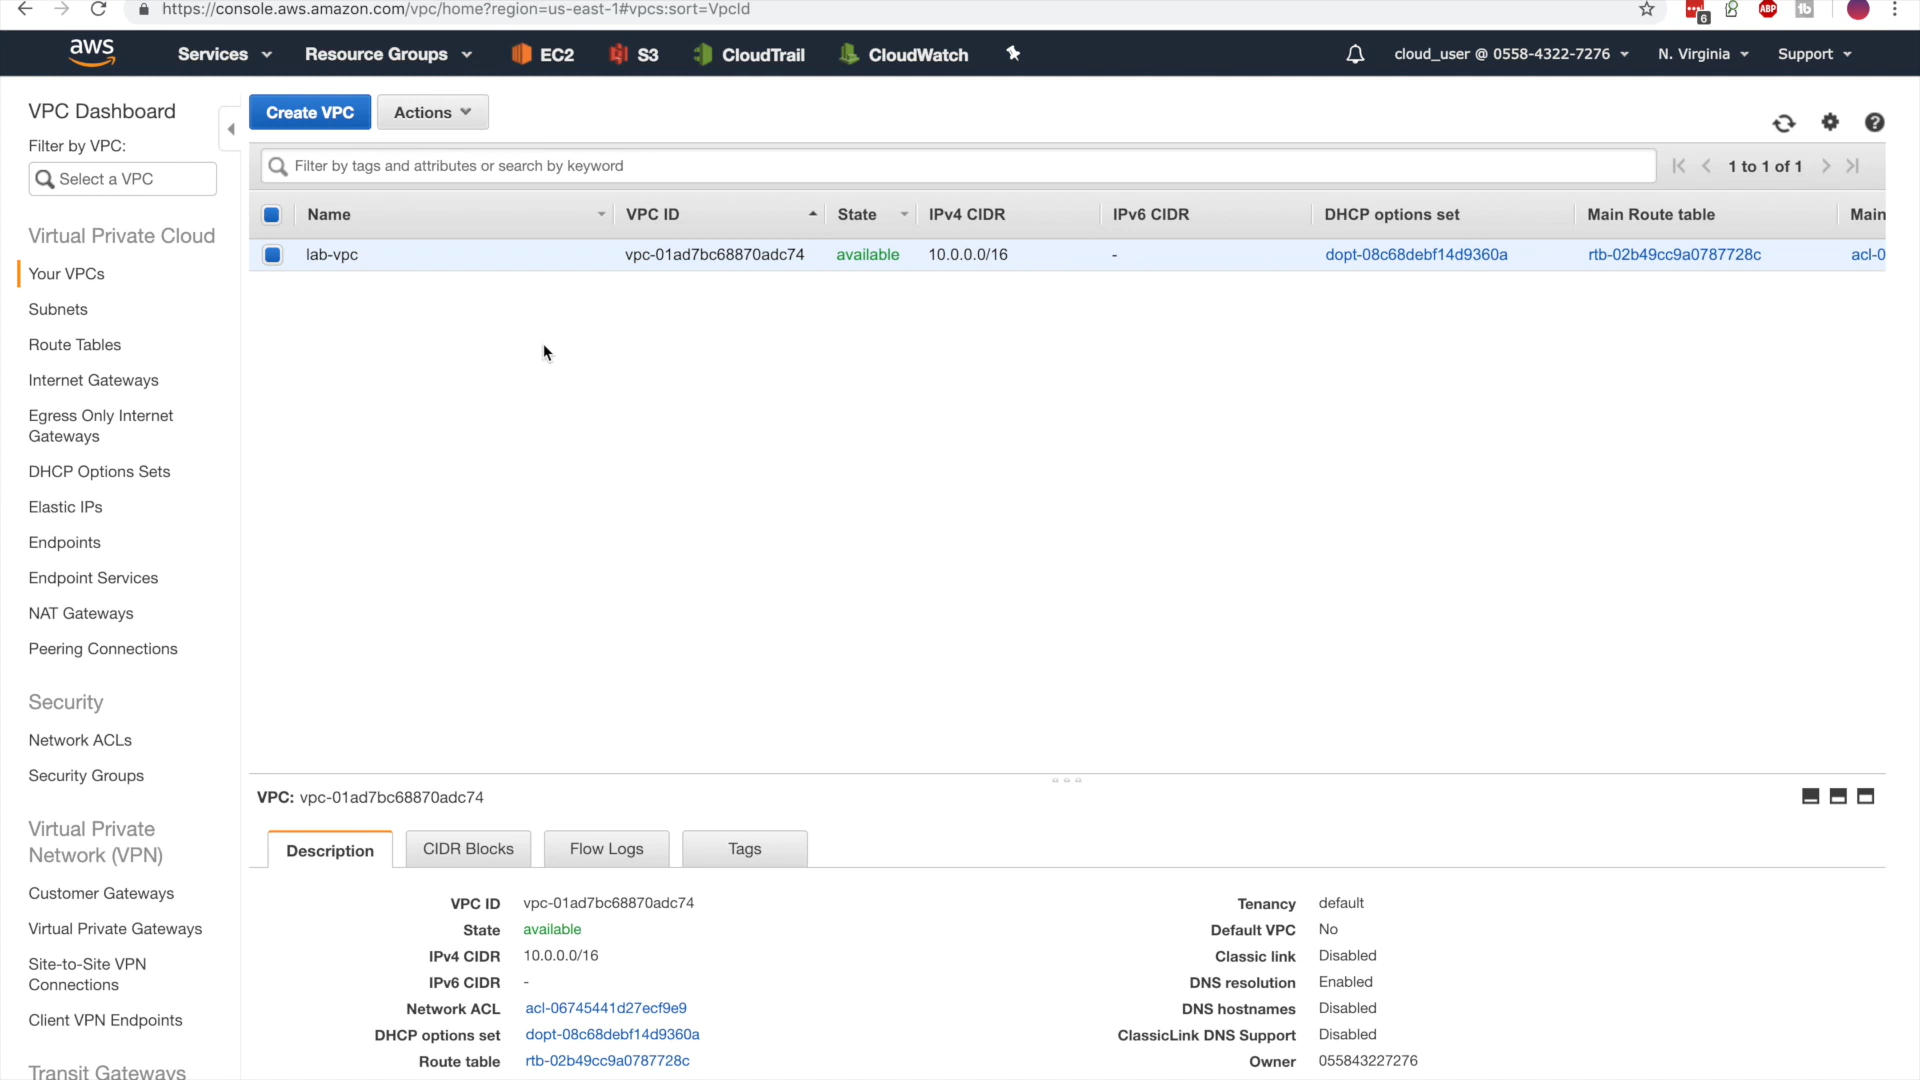 https://console.aws.amazon.com/vpc/home?region=us-east-1#vpcs:sort=VpcId
6
ABP
tb
aws
Services
Resource Groups
EC2
S3
CloudTrail
CloudWatch
cloud_user @ 0558-4322-7276
N. Virginia
Support
VPC Dashboard
Filter by VPC:
Select a VPC
Virtual Private Cloud
Your VPCs
Subnets
Route Tables
Internet Gateways
Egress Only Internet
Gateways
DHCP Options Sets
Elastic IPs
Endpoints
Endpoint Services
NAT Gateways
Peering Connections
Security
Network ACLs
Security Groups
Virtual Private
Network (VPN)
Customer Gateways
Virtual Private Gateways
Site-to-Site VPN
Connections
Client VPN Endpoints
Transit Gateways
Create VPC
Actions
Filter by tags and attributes or search by keyword
1 to 1 of 1
Name VPC ID State IPv4 CIDR IPv6 CIDR DHCP options set Main Route table Main
lab-vpc vpc-01ad7bc68870adc74 available 10.0.0.0/16 - dopt-08c68debf14d9360a rtb-02b49cc9a0787728c acl-0
VPC: vpc-01ad7bc68870adc74
Description CIDR Blocks Flow Logs Tags
VPC ID vpc-01ad7bc68870adc74
State available
IPv4 CIDR 10.0.0.0/16
IPv6 CIDR -
Network ACL acl-06745441d27ecf9e9
DHCP options set dopt-08c68debf14d9360a
Route table rtb-02b49cc9a0787728c
Tenancy default
Default VPC No
Classic link Disabled
DNS resolution Enabled
DNS hostnames Disabled
ClassicLink DNS Support Disabled
Owner 055843227276